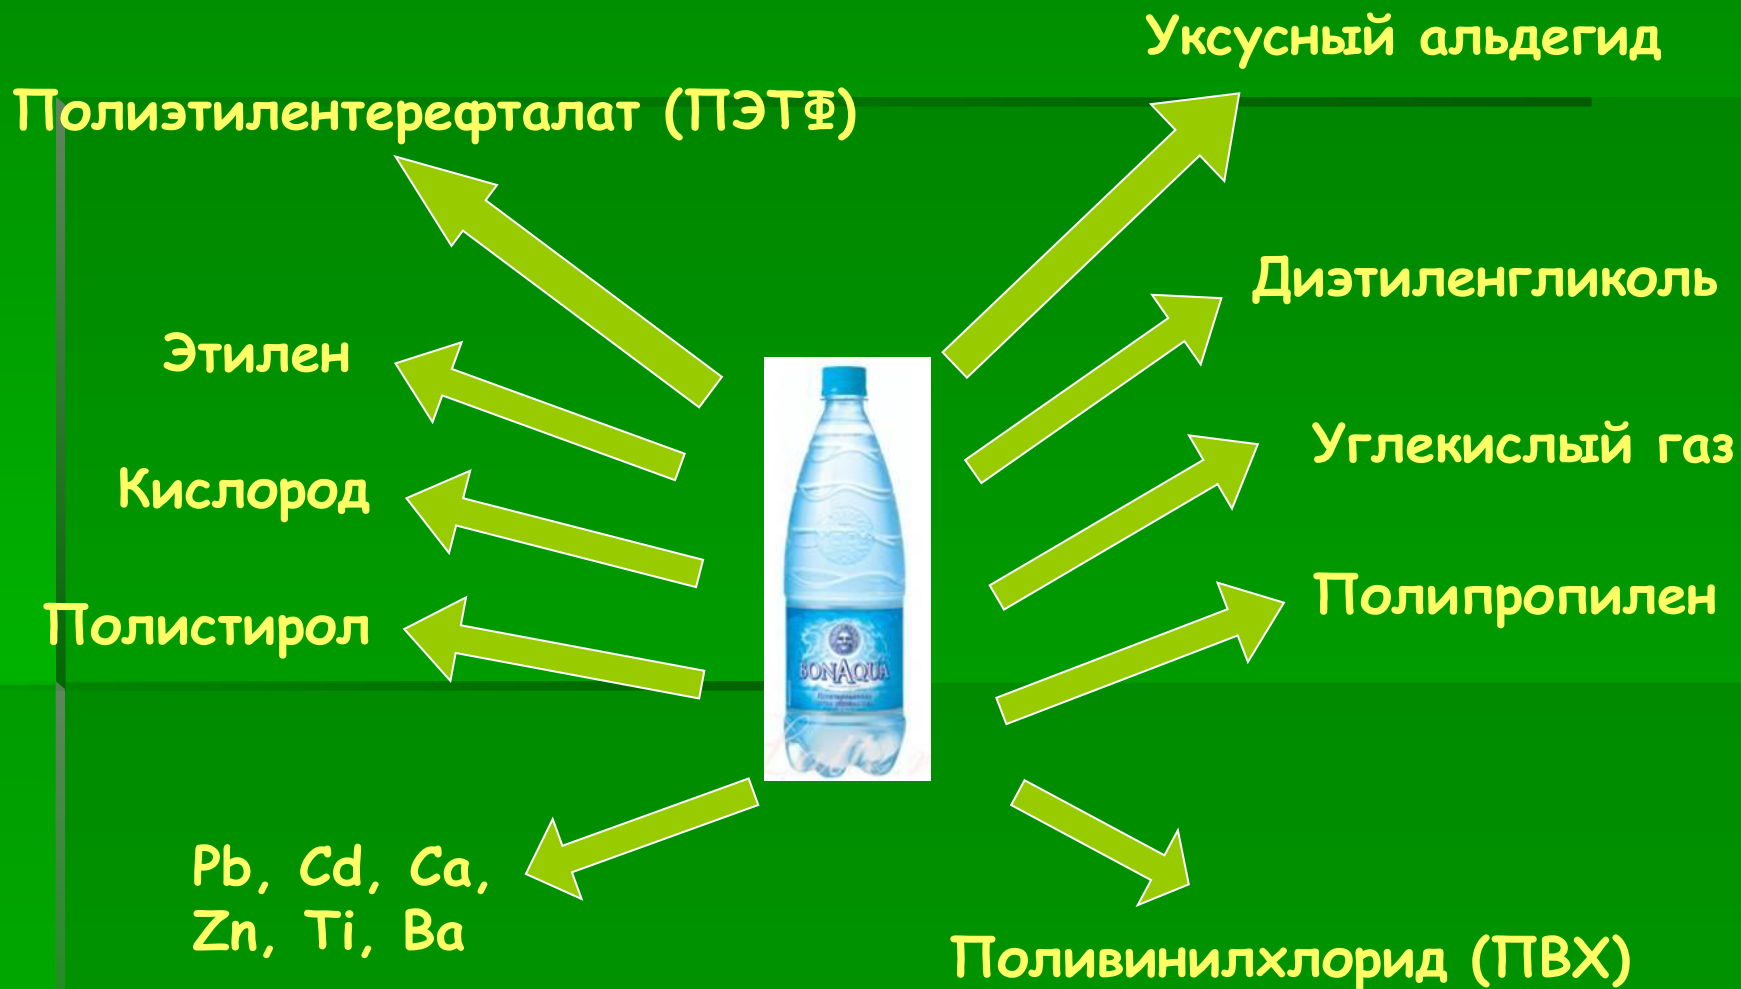 Уксусный альдегид
Полиэтилентерефталат (ПЭТФ)
Диэтиленгликоль
Этилен
Углекислый газ
Кислород
Полипропилен
Полистирол
BONAQUA
Pb, Cd, Ca,
Zn, Ti, Ba
Поливинилхлорид (ПВХ)